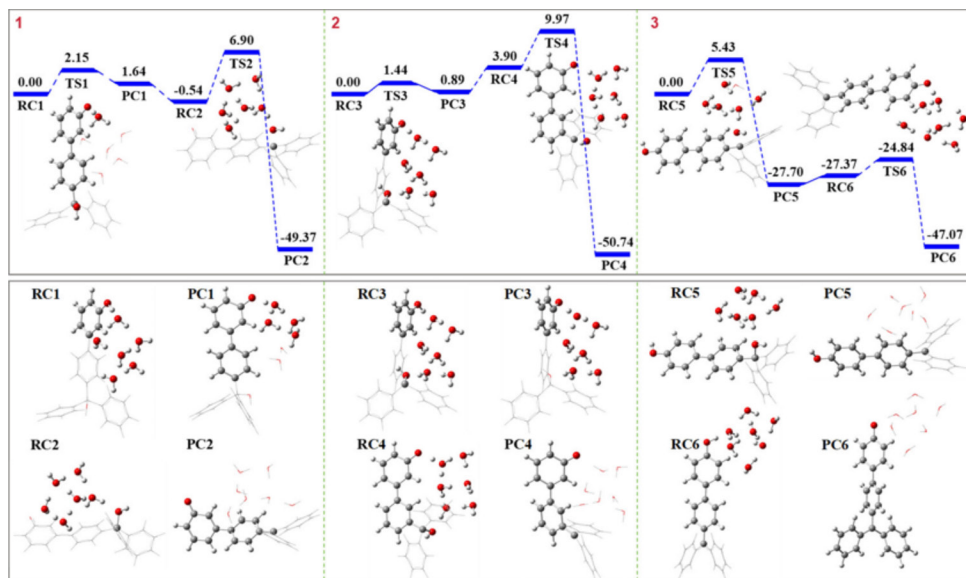 1
0.00
RC1
2.15
TS1
1.64
PC1
-0.54
RC2
6.90
TS2
-49.37
PC2
2
0.00
RC3
1.44
TS3
0.89
PC3
3.90
RC4
9.97
TS4
-50.74
PC4
3
0.00
RC5
5.43
TS5
-27.70
PC5
-27.37
RC6
-24.84
TS6
-47.07
PC6
RC1
PC1
RC3
PC3
RC5
PC5
RC2
PC2
RC4
PC4
RC6
PC6